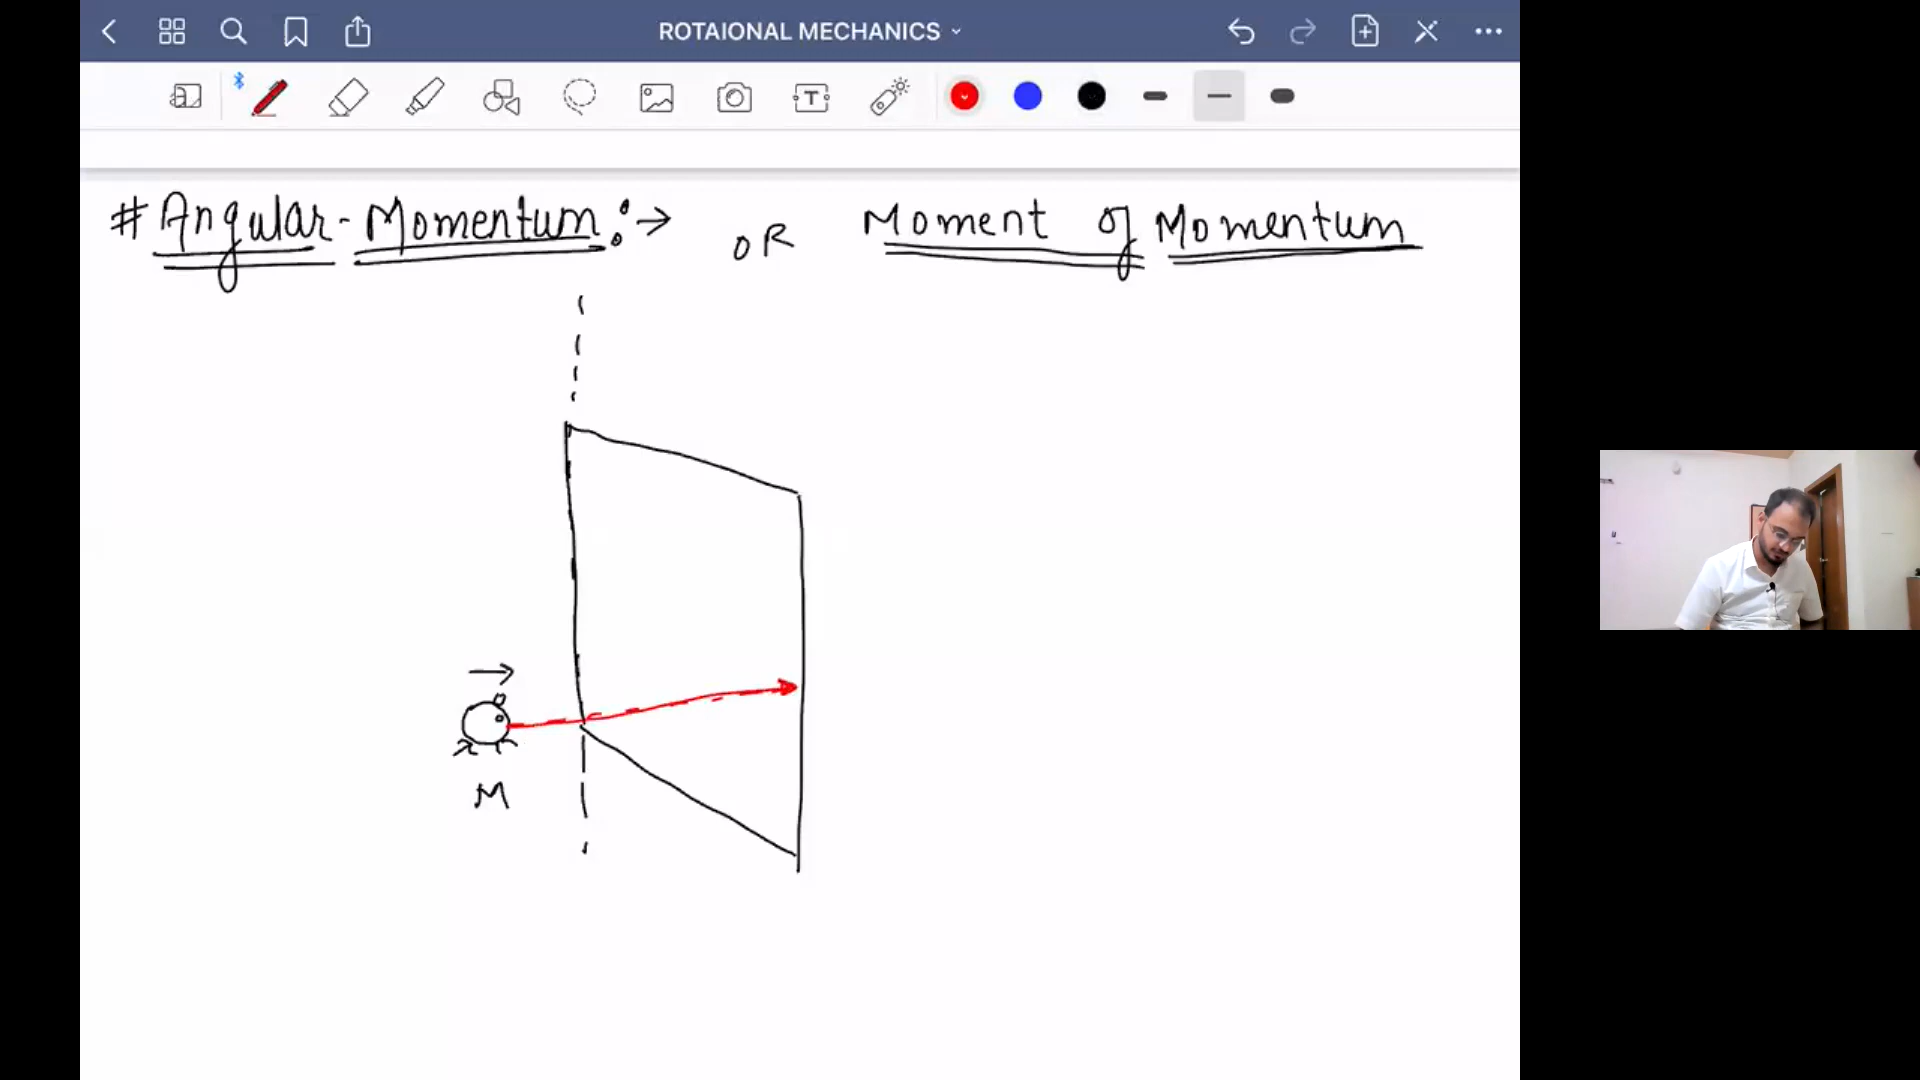 ROTAIONAL MECHANICS
T
# Angular - Momentum :→ OR Moment of Momentum
M